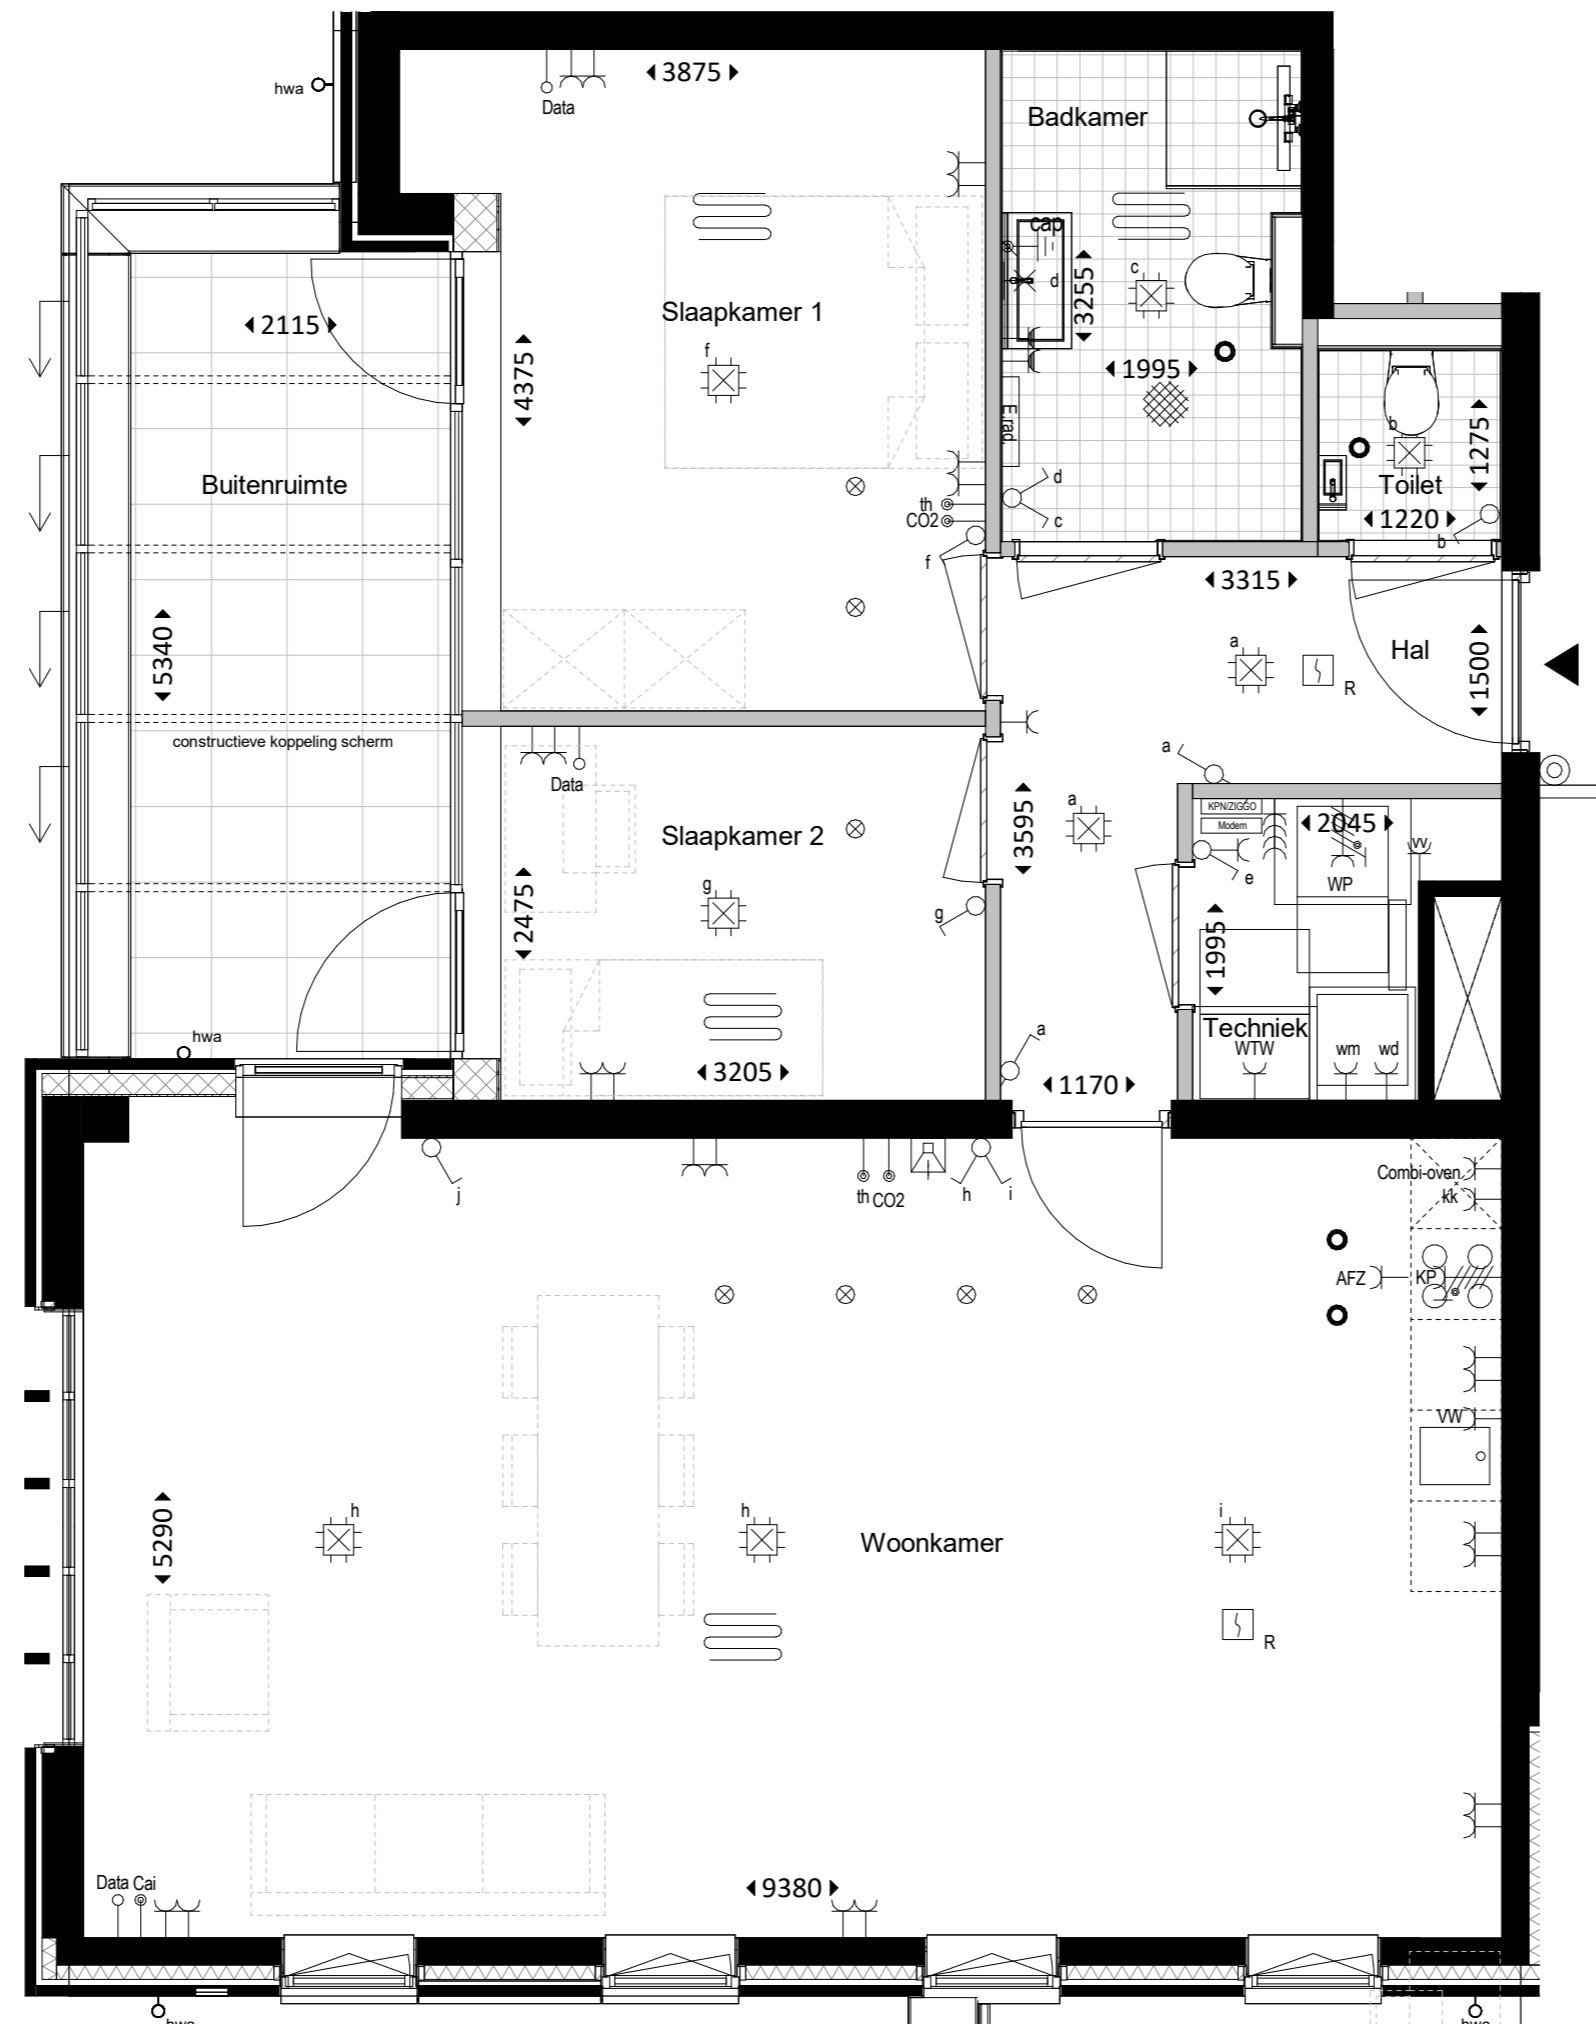 3875
hwa
Data
Badkamer
cap
d
c
3255
Slaapkamer 1
f
2115
4375
1995
E.rad.
b
1275
Toilet
1220
b
Buitenruimte
d
c
th
CO2
f
3315
5340
a
R
Hal
1500
constructieve koppeling scherm
a
Data
Slaapkamer 2
3595
a
KPN/ZIGGO
Modem
2045
vv
e
WP
g
2475
g
1995
hwa
a
Techniek
WTW
wm
wd
3205
1170
j
th
CO2
h
i
Combi-oven
kk
AFZ
KP
VW
5290
h
h
i
Woonkamer
R
Data
Cai
9380
hwa
hwa